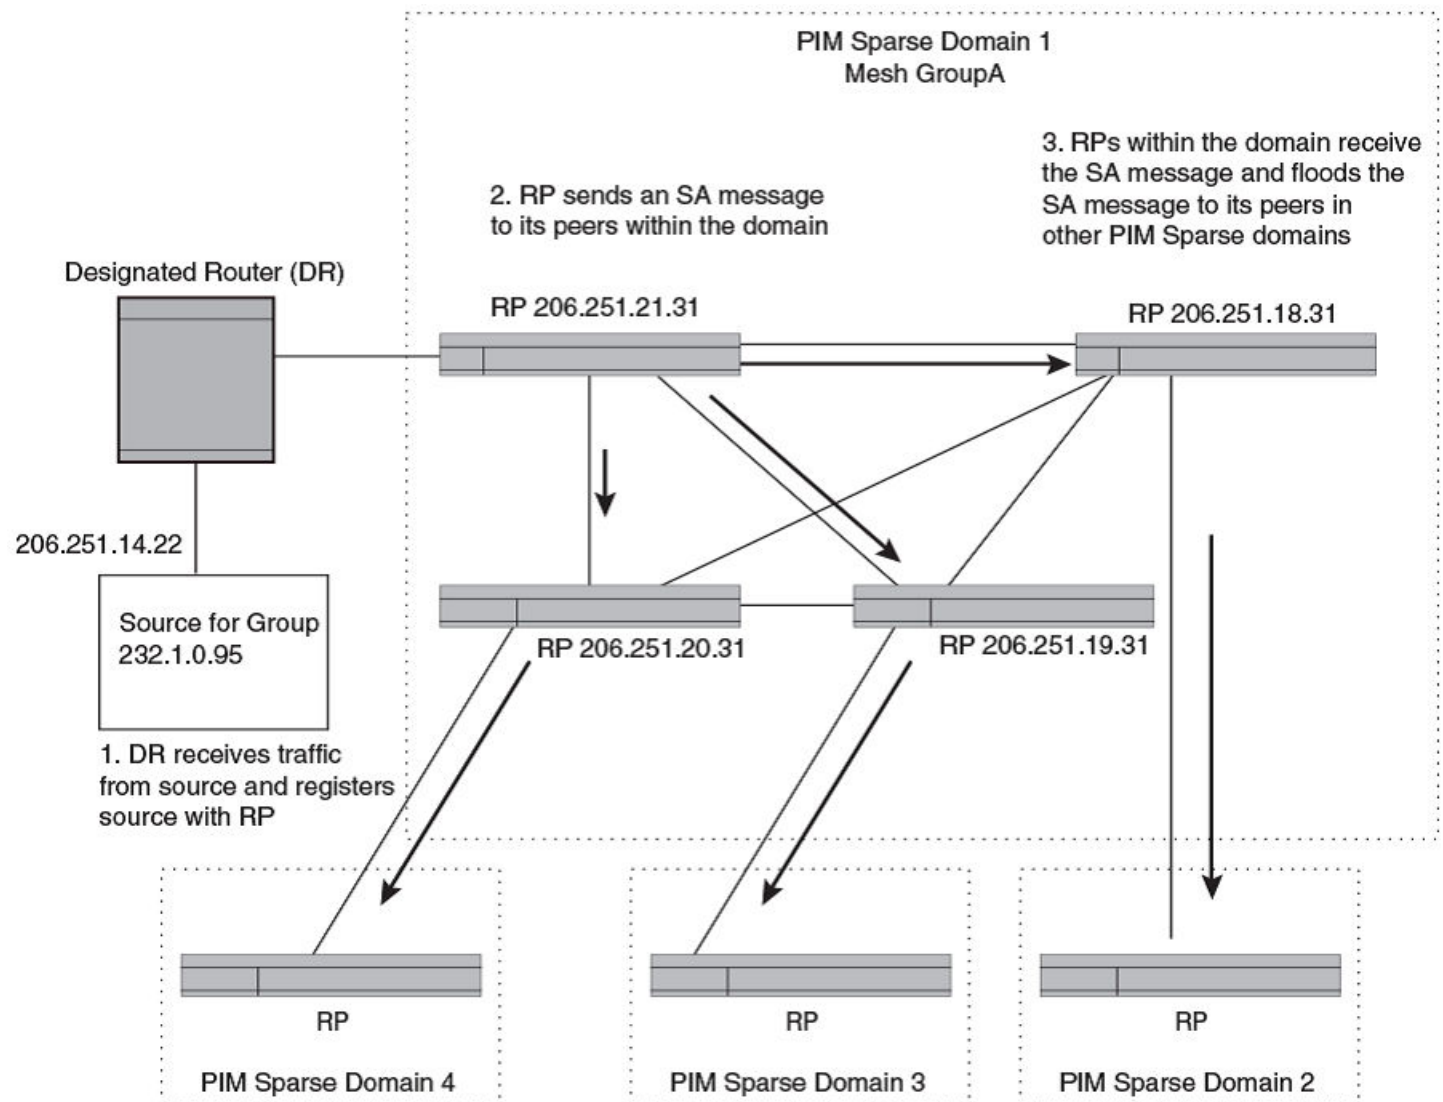 PIM Sparse Domain 1
Mesh GroupA
3. RPs within the domain receive
the SA message and floods the
SA message to its peers in
other PIM Sparse domains
2. RP sends an SA message
to its peers within the domain
Designated Router (DR)
RP 206.251.21.31
RP 206.251.18.31
206.251.14.22
Source for Group
232.1.0.95
RP 206.251.20.31
RP 206.251.19.31
1. DR receives traffic
from source and registers
source with RP
RP
RP
RP
PIM Sparse Domain 4
PIM Sparse Domain 3
PIM Sparse Domain 2